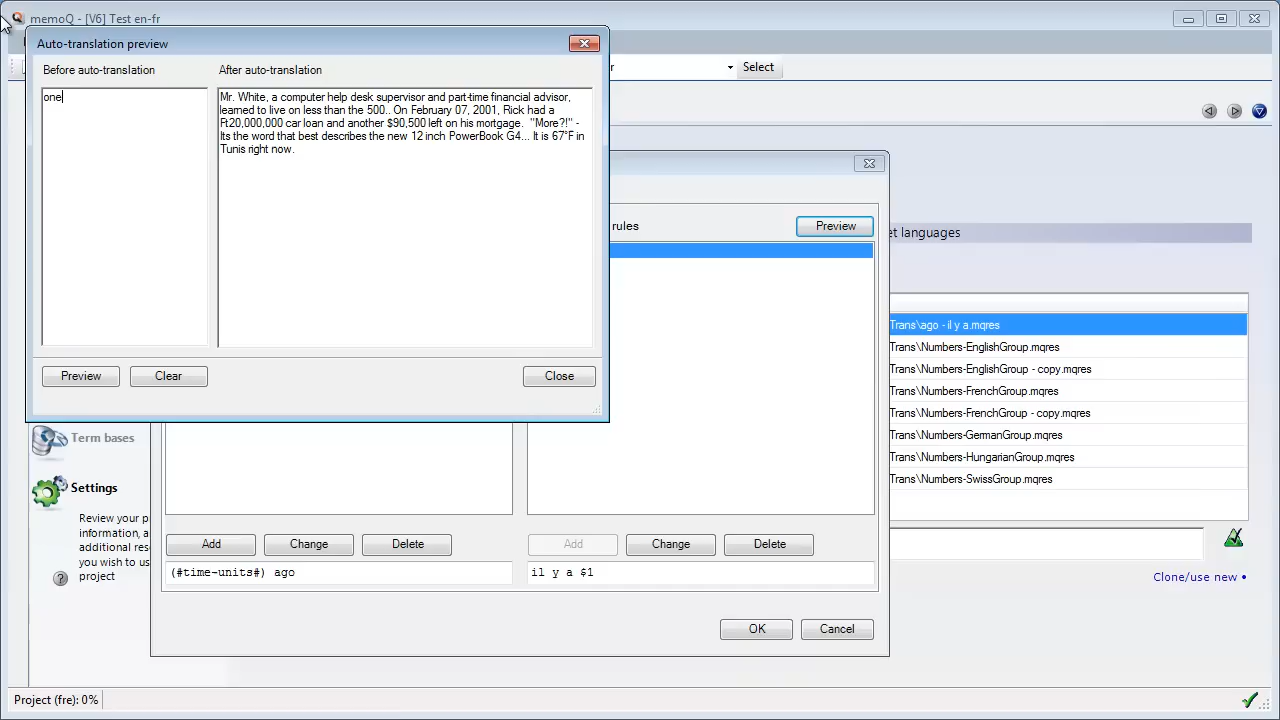 memoQ - [V6] Test en-fr
Auto-translation preview
Before auto-translation
After auto-translation
Select
one
Mr. White, a computer help desk supervisor and part-time financial advisor,
learned to live on less than the 500. On February 07, 2001, Rick had a
Ft20,000,000 car loan and another $90,500 left on his mortgage. "More?!" -
Its the word that best describes the new 12 inch PowerBook G4... It is 67°F in
Tunis right now.
rules
Preview
et languages
Trans\ago - il y a.mqres
Trans\Numbers-EnglishGroup.mqres
Trans\Numbers-EnglishGroup - copy.mqres
Trans\Numbers-FrenchGroup.mqres
Trans\Numbers-FrenchGroup - copy.mqres
Trans\Numbers-GermanGroup.mqres
Trans\Numbers-HungarianGroup.mqres
Trans\Numbers-SwissGroup.mqres
Preview
Clear
Close
Term bases
Settings
Review your p
information, a
additional res
you wish to us
project
Add
Change
Delete
Add
Change
Delete
(#time-units#) ago
il y a $1
Clone/use new •
OK
Cancel
Project (fre): 0%